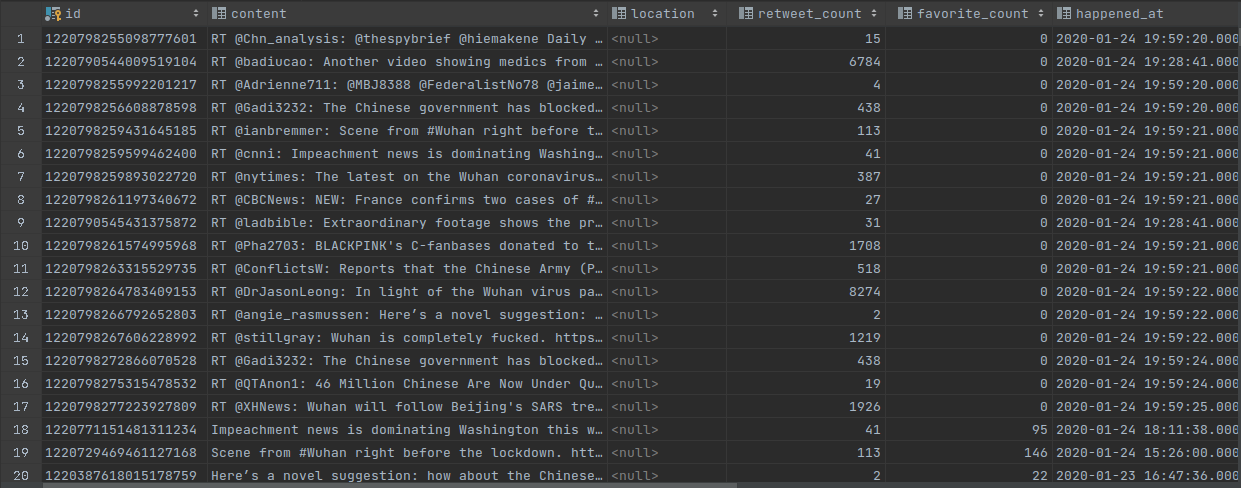 id content location retweet_count favorite_count happened_at
1 1220798255098777601 RT @Chn_analysis: @thespybrief @hiemakene Daily … <null> 15 0 2020-01-24 19:59:20.000
2 1220790544009519104 RT @badiucao: Another video showing medics from … <null> 6784 0 2020-01-24 19:28:41.000
3 1220798255992201217 RT @Adrienne711: @MBJ8388 @FederalistNo78 @jaime… <null> 4 0 2020-01-24 19:59:20.000
4 1220798256608878598 RT @Gadi3232: The Chinese government has blocked… <null> 438 0 2020-01-24 19:59:20.000
5 1220798259431645185 RT @ianbremmer: Scene from #Wuhan right before t… <null> 113 0 2020-01-24 19:59:21.000
6 1220798259599462400 RT @cnni: Impeachment news is dominating Washing… <null> 41 0 2020-01-24 19:59:21.000
7 1220798259893022720 RT @nytimes: The latest on the Wuhan coronavirus… <null> 387 0 2020-01-24 19:59:21.000
8 1220798261197340672 RT @CBCNews: NEW: France confirms two cases of #… <null> 27 0 2020-01-24 19:59:21.000
9 1220790545431375872 RT @ladbible: Extraordinary footage shows the pr… <null> 31 0 2020-01-24 19:28:41.000
10 1220798261574995968 RT @Pha2703: BLACKPINK's C-fanbases donated to t… <null> 1708 0 2020-01-24 19:59:21.000
11 1220798263315529735 RT @ConflictsW: Reports that the Chinese Army (P… <null> 518 0 2020-01-24 19:59:21.000
12 1220798264783409153 RT @DrJasonLeong: In light of the Wuhan virus pa… <null> 8274 0 2020-01-24 19:59:22.000
13 1220798266792652803 RT @angie_rasmussen: Here’s a novel suggestion: … <null> 2 0 2020-01-24 19:59:22.000
14 1220798267606228992 RT @stillgray: Wuhan is completely fucked. https… <null> 1219 0 2020-01-24 19:59:22.000
15 1220798272866070528 RT @Gadi3232: The Chinese government has blocked… <null> 438 0 2020-01-24 19:59:24.000
16 1220798275315478532 RT @QTAnon1: 46 Million Chinese Are Now Under Qu… <null> 19 0 2020-01-24 19:59:24.000
17 1220798277223927809 RT @XHNews: Wuhan will follow Beijing's SARS tre… <null> 1926 0 2020-01-24 19:59:25.000
18 1220771151481311234 Impeachment news is dominating Washington this w… <null> 41 95 2020-01-24 18:11:38.000
19 1220729469461127168 Scene from #Wuhan right before the lockdown. htt… <null> 113 146 2020-01-24 15:26:00.000
20 1220387618015178759 Here’s a novel suggestion: how about the Chinese… <null> 2 22 2020-01-23 16:47:36.000